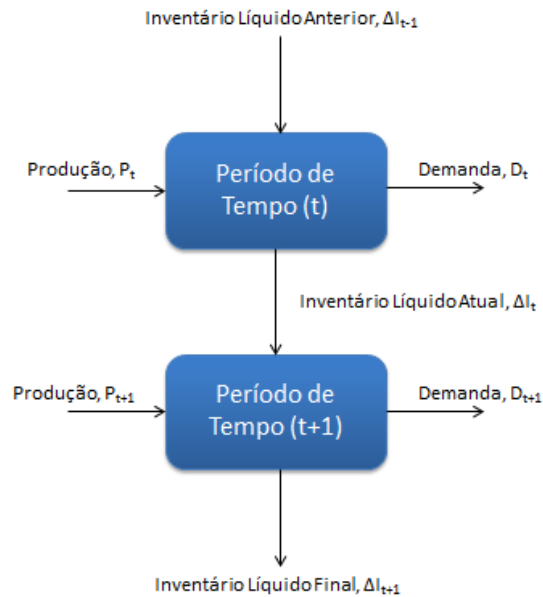 Inventário Líquido Anterior, ΔIₜ₋₁
Produção, Pₜ
Período de
Tempo (t)
Demanda, Dₜ
Inventário Líquido Atual, ΔIₜ
Produção, Pₜ₊₁
Período de
Tempo (t+1)
Demanda, Dₜ₊₁
Inventário Líquido Final, ΔIₜ₊₁